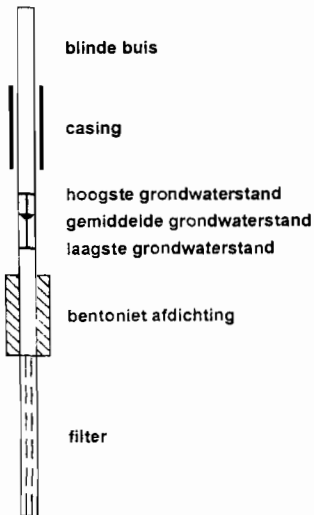 blinde buis
casing
hoogste grondwaterstand
gemiddelde grondwaterstand
laagste grondwaterstand
bentoniet afdichting
filter